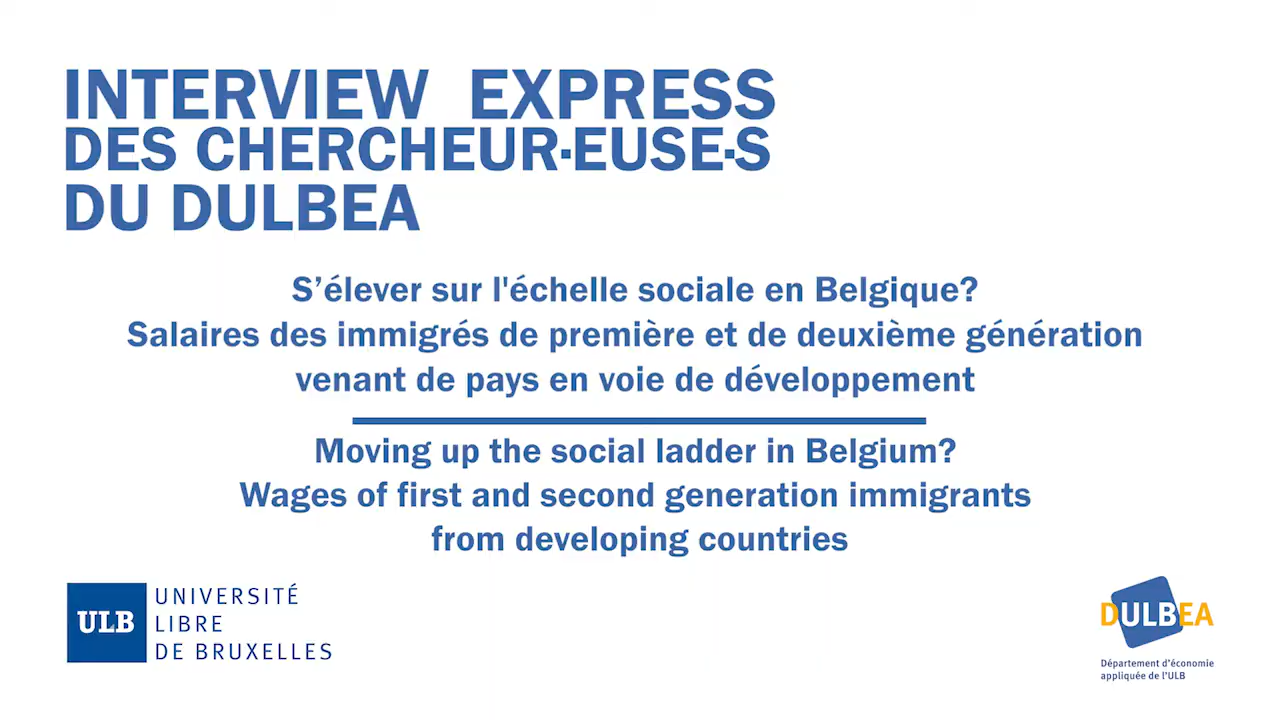 INTERVIEW EXPRESS
DES CHERCHEUR·EUSE·S
DU DULBEA
S’élever sur l'échelle sociale en Belgique?
Salaires des immigrés de première et de deuxième génération
venant de pays en voie de développement
Moving up the social ladder in Belgium?
Wages of first and second generation immigrants
from developing countries
ULB
UNIVERSITÉ
LIBRE
DE BRUXELLES
DULBEA
Département d’économie
appliquée de l’ULB